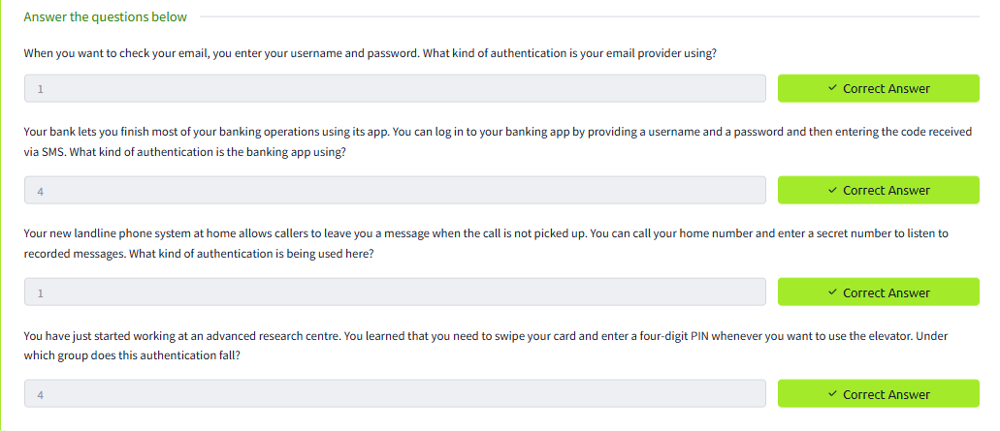 Answer the questions below
When you want to check your email, you enter your username and password. What kind of authentication is your email provider using?
1
✓ Correct Answer
Your bank lets you finish most of your banking operations using its app. You can log in to your banking app by providing a username and a password and then entering the code received
via SMS. What kind of authentication is the banking app using?
4
✓ Correct Answer
Your new landline phone system at home allows callers to leave you a message when the call is not picked up. You can call your home number and enter a secret number to listen to
recorded messages. What kind of authentication is being used here?
1
✓ Correct Answer
You have just started working at an advanced research centre. You learned that you need to swipe your card and enter a four-digit PIN whenever you want to use the elevator. Under
which group does this authentication fall?
4
✓ Correct Answer